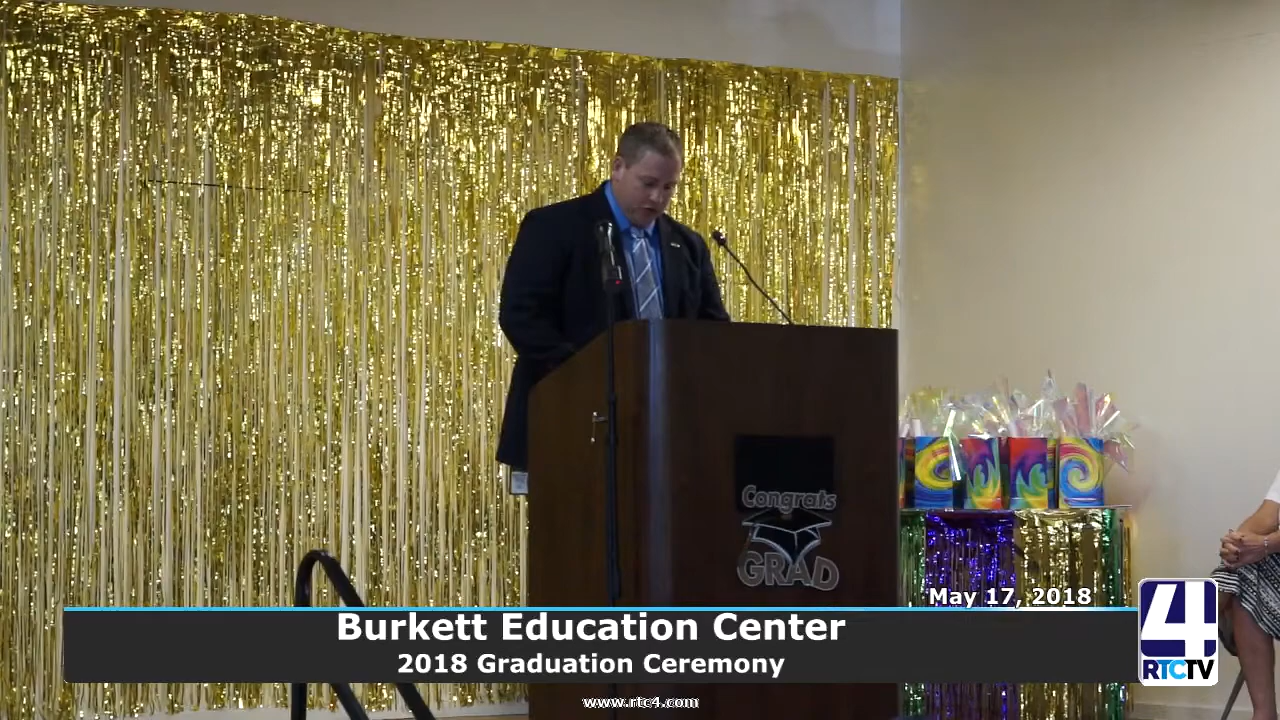 Congrats
GRAD
May 17, 2018
Burkett Education Center
2018 Graduation Ceremony
4
RTCTV
www.rtc4.com